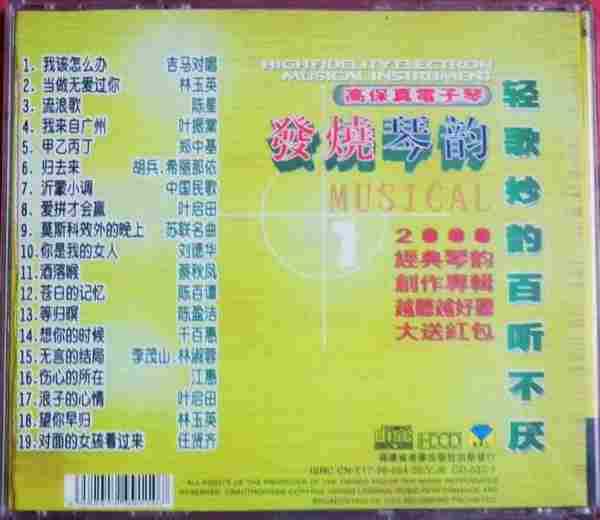 1. 我该怎么办 吉马对唱
2. 当做无爱过你 林玉英
3. 流浪歌 陈星
4. 我来自广州 叶振棠
5. 甲乙丙丁 郑中基
6. 归去来 胡兵.希丽那依
7. 沂蒙小调 中国民歌
8. 爱拼才会赢 叶启田
9. 莫斯科效外的晚上 苏联名曲
10. 你是我的女人 刘德华
11. 酒落喉 蔡秋凤
12. 苍白的记忆 陈百谭
13. 等归暝 陈盈洁
14. 想你的时候 千百惠
15. 无言的结局 李茂山.林淑蓉
16. 伤心的所在 江惠
17. 浪子的心情 叶启田
18. 望你早归 林玉英
19. 对面的女孩看过来 任贤齐
HIGHFIDELITY ELECTRON
MUSICAL INSTRUMENT
高保真電子琴
發燒琴韵
MUSICAL
1
2000
經典琴韵
創作專輯
越聽越好聽
大送紅包
轻歌妙韵百听不厌